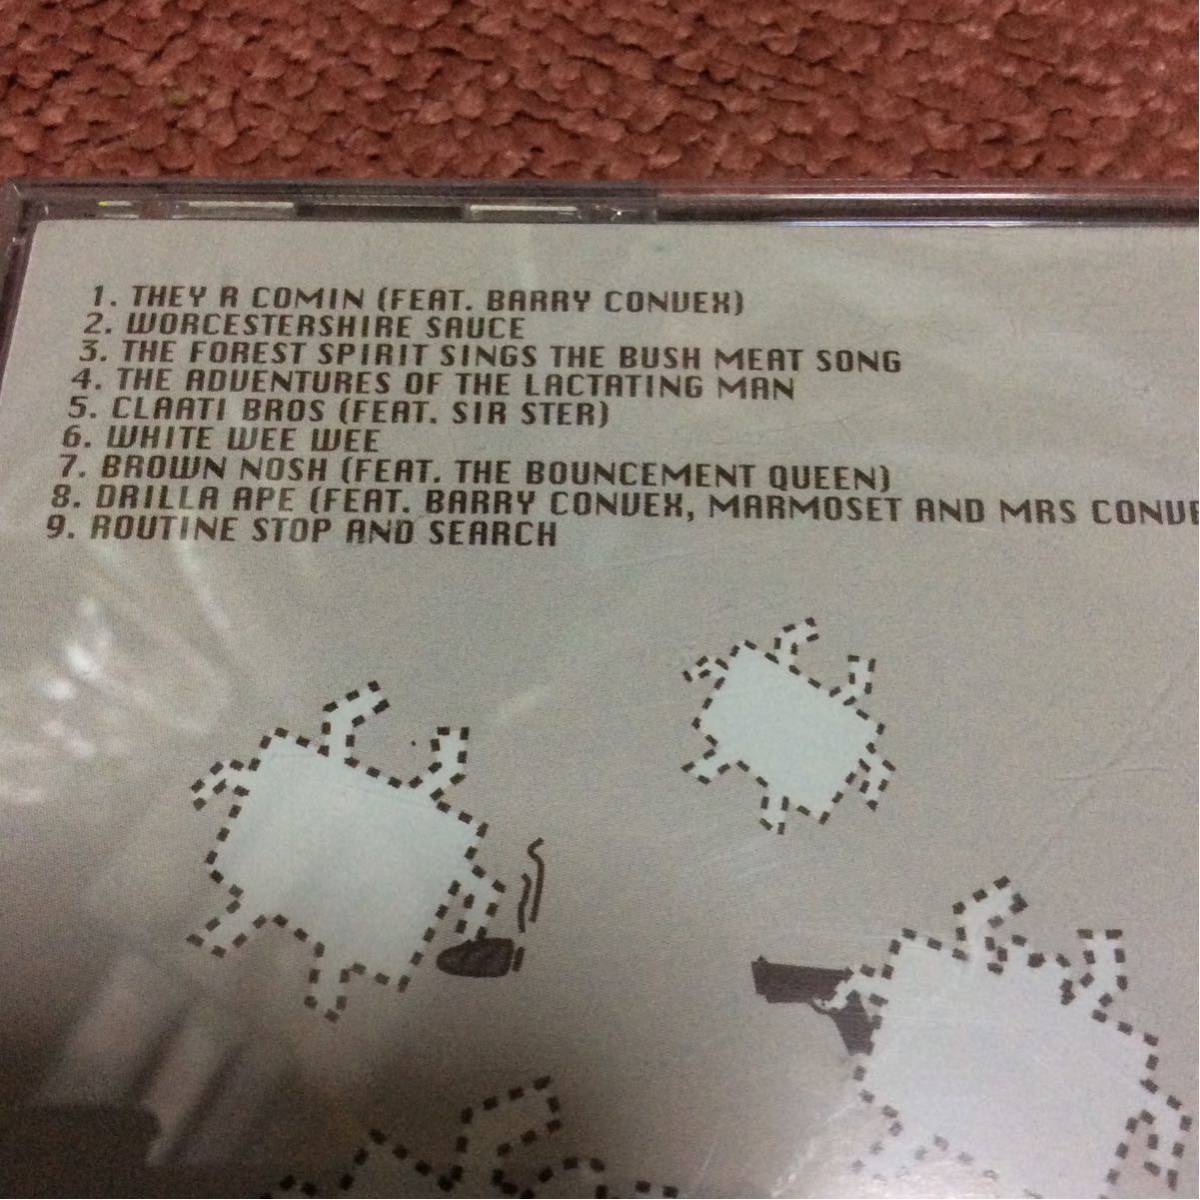 1. THEY R COMIN (FEAT. BARRY CONVEX)
2. WORCESTERSHIRE SAUCE
3. THE FOREST SPIRIT SINGS THE BUSH MEAT SONG
4. THE ADVENTURES OF THE LACTATING MAN
5. CLAATI BROS (FEAT. SIR STER)
6. WHITE WEE WEE
7. BROWN NOSH (FEAT. THE BOUNCEMENT QUEEN)
8. DRILLA APE (FEAT. BARRY CONVEX, MARMOSET AND MRS
9. ROUTINE STOP AND SEARCH